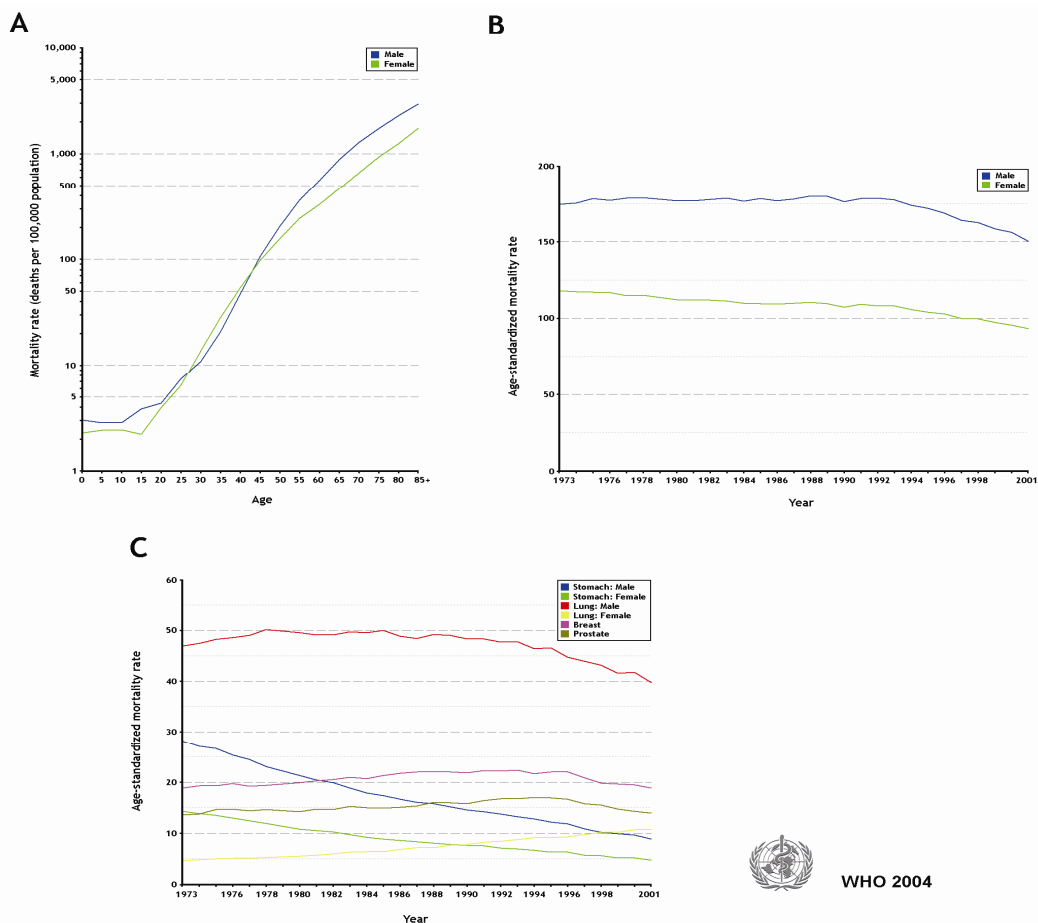 A
10,000
5,000
1,000
500
100
50
10
5
1
Mortality rate (deaths per 100,000 population)
Male
Female
0 5 10 15 20 25 30 35 40 45 50 55 60 65 70 75 80 85+
Age
B
200
150
100
50
0
Age-standardized mortality rate
Male
Female
1973 1976 1978 1980 1982 1984 1986 1988 1990 1992 1994 1996 1998 2001
Year
C
60
50
40
30
20
10
0
Age-standardized mortality rate
Stomach: Male
Stomach: Female
Lung: Male
Lung: Female
Breast
Prostate
1973 1976 1978 1980 1982 1984 1986 1988 1990 1992 1994 1996 1998 2001
Year
WHO 2004